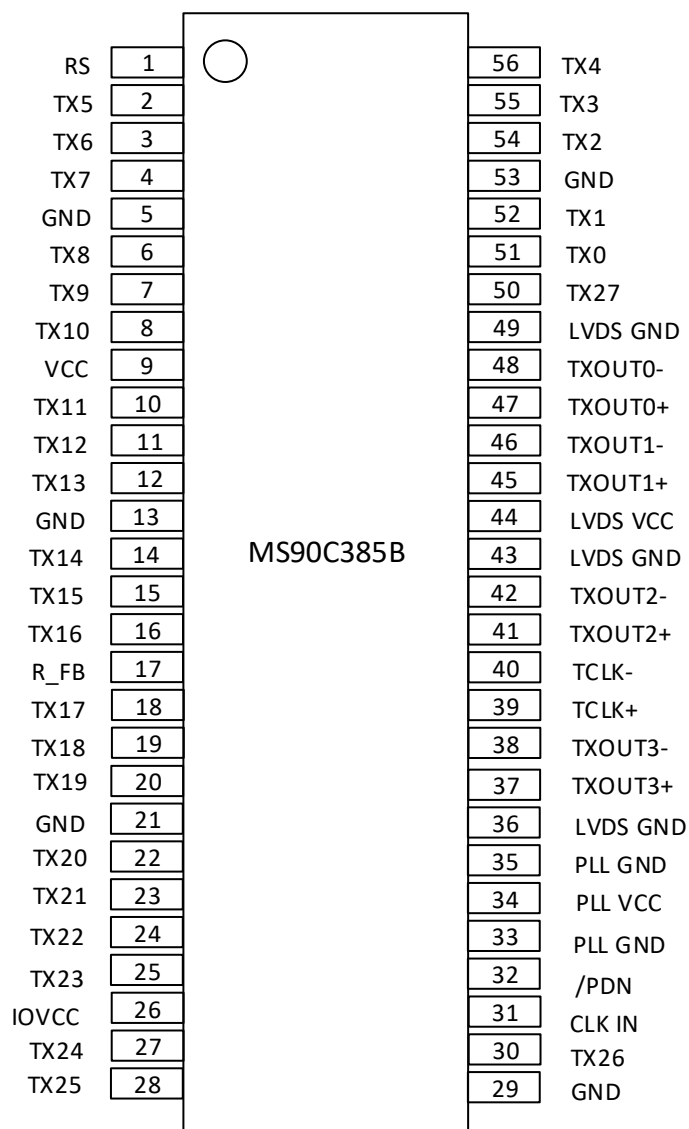 RS 1 56 TX4
TX5 2 55 TX3
TX6 3 54 TX2
TX7 4 53 GND
GND 5 52 TX1
TX8 6 51 TX0
TX9 7 50 TX27
TX10 8 49 LVDS GND
VCC 9 48 TXOUT0-
TX11 10 47 TXOUT0+
TX12 11 46 TXOUT1-
TX13 12 45 TXOUT1+
GND 13 44 LVDS VCC
TX14 14 MS90C385B 43 LVDS GND
TX15 15 42 TXOUT2-
TX16 16 41 TXOUT2+
R_FB 17 40 TCLK-
TX17 18 39 TCLK+
TX18 19 38 TXOUT3-
TX19 20 37 TXOUT3+
GND 21 36 LVDS GND
TX20 22 35 PLL GND
TX21 23 34 PLL VCC
TX22 24 33 PLL GND
TX23 25 32 /PDN
IOVCC 26 31 CLK IN
TX24 27 30 TX26
TX25 28 29 GND